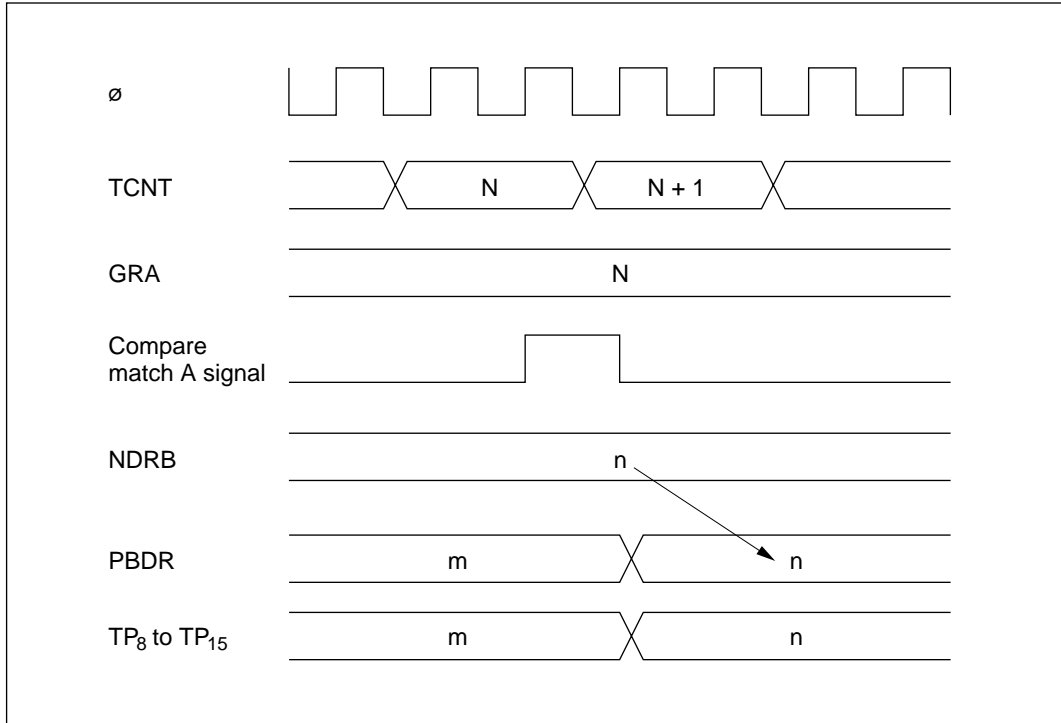 ø
TCNT N N + 1
GRA N
Compare
match A signal
NDRB n
PBDR m n
TP8 to TP15 m n